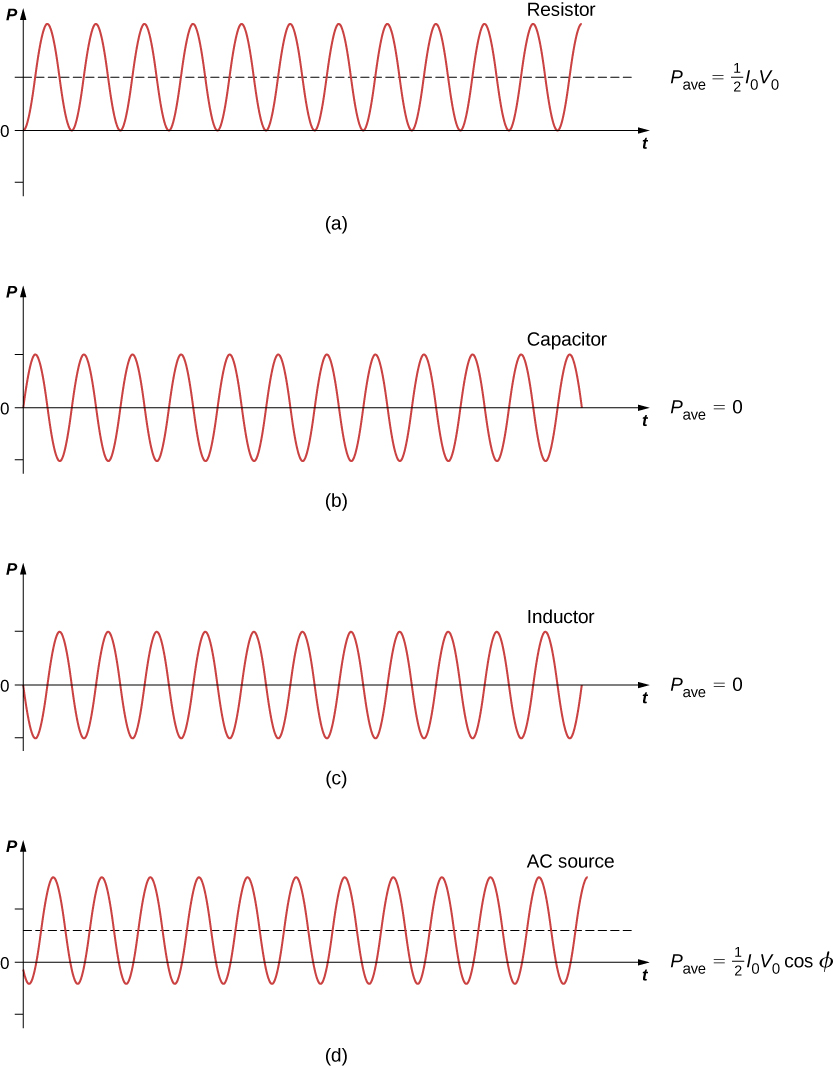 P
Resistor
0
t
P_ave = 1/2 I_0V_0
(a)
P
Capacitor
0
t
P_ave = 0
(b)
P
Inductor
0
t
P_ave = 0
(c)
P
AC source
0
t
P_ave = 1/2 I_0V_0 cos ϕ
(d)